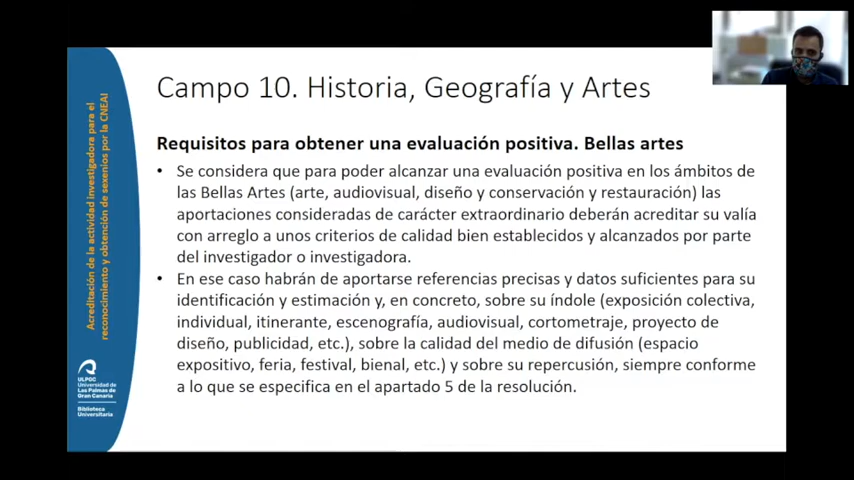 Campo 10. Historia, Geografía y Artes
Requisitos para obtener una evaluación positiva. Bellas artes
• Se considera que para poder alcanzar una evaluación positiva en los ámbitos de
las Bellas Artes (arte, audiovisual, diseño y conservación y restauración) las
aportaciones consideradas de carácter extraordinario deberán acreditar su valía
con arreglo a unos criterios de calidad bien establecidos y alcanzados por parte
del investigador o investigadora.
• En ese caso habrán de aportarse referencias precisas y datos suficientes para su
identificación y estimación y, en concreto, sobre su índole (exposición colectiva,
individual, itinerante, escenografía, audiovisual, cortometraje, proyecto de
diseño, publicidad, etc.), sobre la calidad del medio de difusión (espacio
expositivo, feria, festival, bienal, etc.) y sobre su repercusión, siempre conforme
a lo que se especifica en el apartado 5 de la resolución.
Acreditación de la actividad investigadora para el
reconocimiento y obtención de sexenios por la CNEAI
ULPGC
Universidad de
Las Palmas de
Gran Canaria
Biblioteca
Universitaria